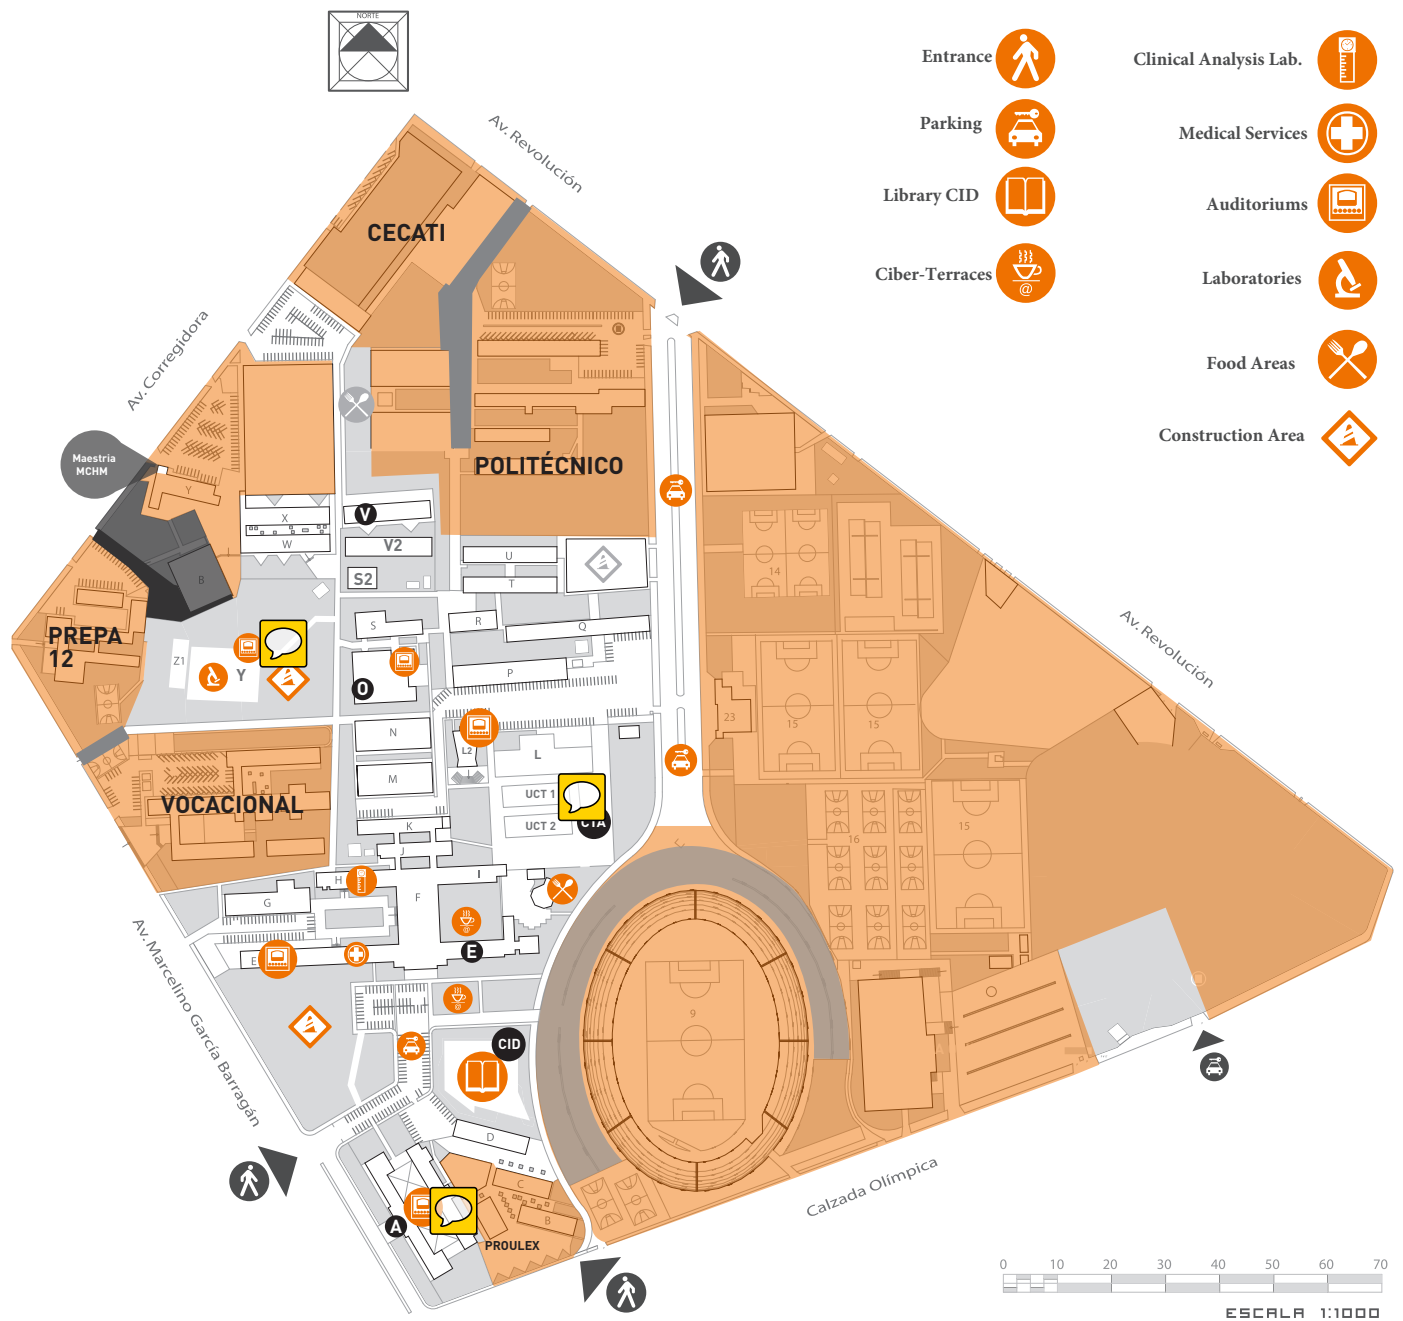 NORTE
Entrance
Clinical Analysis Lab.
Parking
Medical Services
Library CID
Auditoriums
Ciber-Terraces
@
Laboratories
Food Areas
Construction Area
Av. Revolución
CECATI
Av. Corregidora
Maestria
MCHM
POLITÉCNICO
Y
X
W
V
V2
S2
U
T
B
14
PREPA
12
Z1
Y
S
R
Q
O
P
23
15
15
Av. Revolución
N
L2
L
M
UCT 1
UCT 2
CTA
VOCACIONAL
K
J
H
I
F
G
@
E
E
@
16
15
9
CID
Av. Marcelino García Barragán
D
C
B
A
PROULEX
Calzada Olímpica
0 10 20 30 40 50 60 70
ESCALA 1:1000